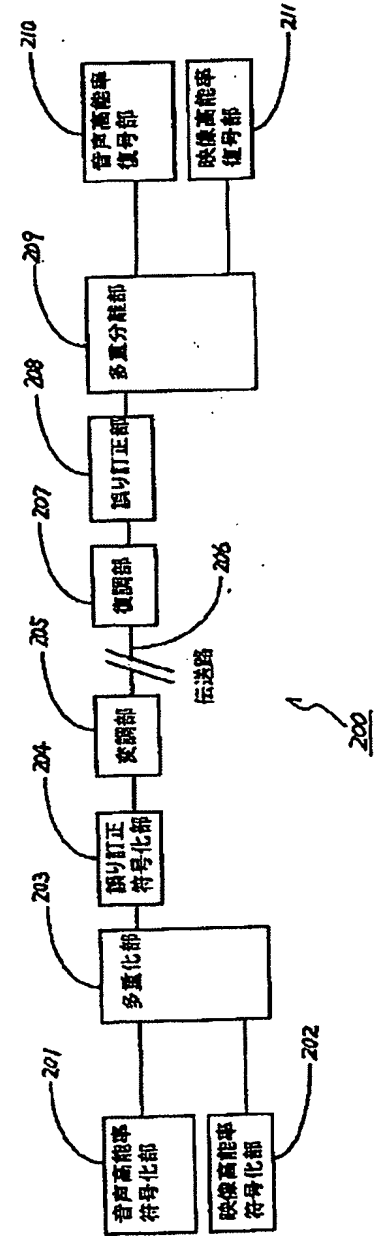 201
音声高能率
符号化部
202
映像高能率
符号化部
203
多重化部
204
誤り訂正
符号化部
205
変調部
206
伝送路
207
復調部
208
誤り訂正部
209
多重分離部
210
音声高能率
復号部
211
映像高能率
復号部
200